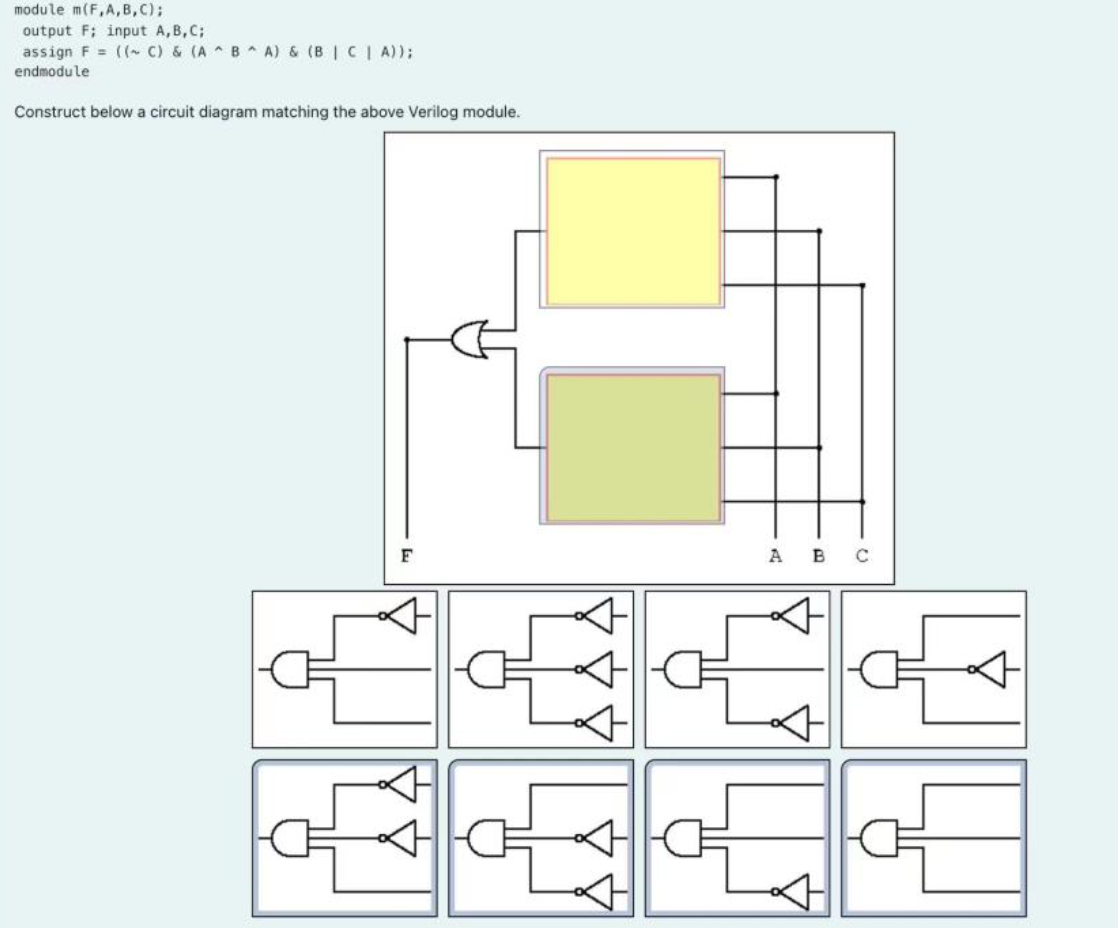 module m(F,A,B,C);
output F; input A,B,C;
assign F = ((~ C) & (A ^ B ^ A) & (B | C | A));
endmodule
Construct below a circuit diagram matching the above Verilog module.
F A B C